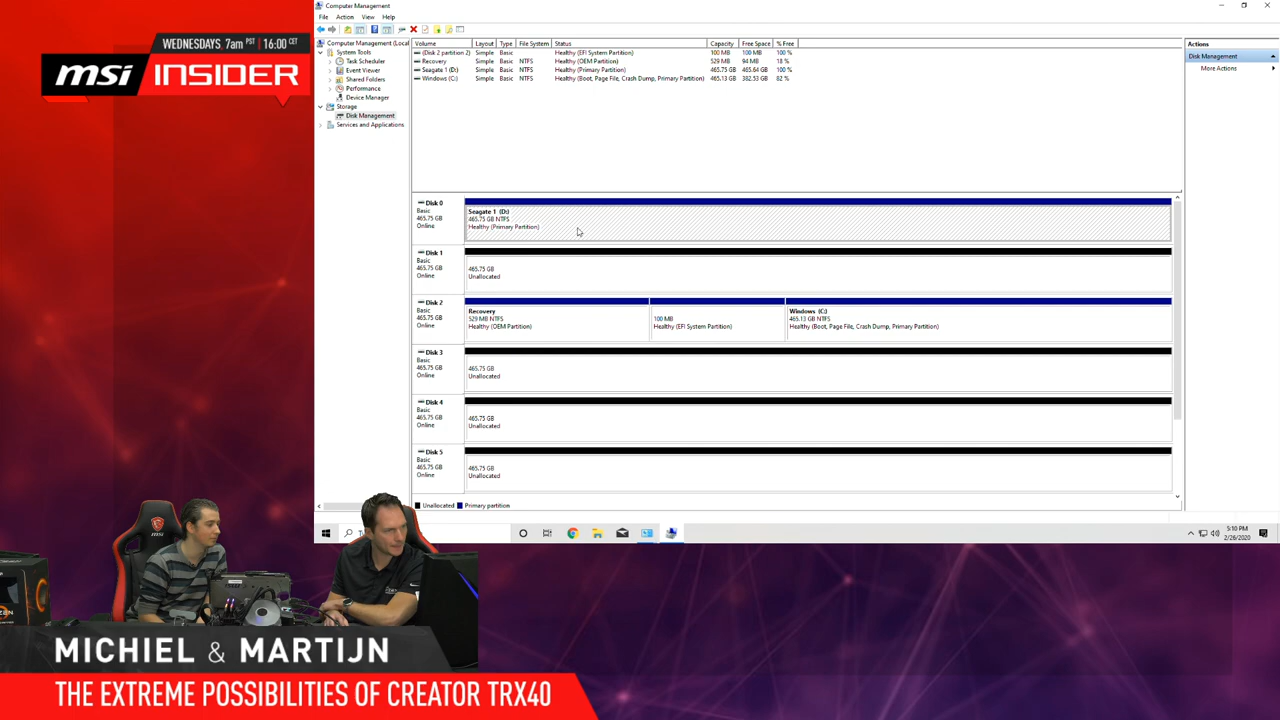 WEDNESDAYS, 7am PST | 16:00 CET
msi INSIDER
Computer Management
File Action View Help
Computer Management (Local
System Tools
Task Scheduler
Event Viewer
Shared Folders
Performance
Device Manager
Storage
Disk Management
Services and Applications
Volume Layout Type File System Status Capacity Free Space % Free
(Disk 2 partition 2) Simple Basic Healthy (EFI System Partition) 100 MB 100 MB 100 %
Recovery Simple Basic NTFS Healthy (OEM Partition) 529 MB 94 MB 18 %
Seagate 1 (D:) Simple Basic NTFS Healthy (Primary Partition) 465.75 GB 465.64 GB 100 %
Windows (C:) Simple Basic NTFS Healthy (Boot, Page File, Crash Dump, Primary Partition) 465.13 GB 382.53 GB 82 %
Actions
Disk Management
More Actions
Disk 0
Basic
465.75 GB
Online
Seagate 1 (D:)
465.75 GB NTFS
Healthy (Primary Partition)
Disk 1
Basic
465.75 GB
Online
465.75 GB
Unallocated
Disk 2
Basic
465.75 GB
Online
Recovery
529 MB NTFS
Healthy (OEM Partition)
100 MB
Healthy (EFI System Partition)
Windows (C:)
465.13 GB NTFS
Healthy (Boot, Page File, Crash Dump, Primary Partition)
Disk 3
Basic
465.75 GB
Online
465.75 GB
Unallocated
Disk 4
Basic
465.75 GB
Online
465.75 GB
Unallocated
Disk 5
Basic
465.75 GB
Online
465.75 GB
Unallocated
Unallocated Primary partition
5:10 PM
2/26/2020
MICHIEL & MARTIJN
THE EXTREME POSSIBILITIES OF CREATOR TRX40